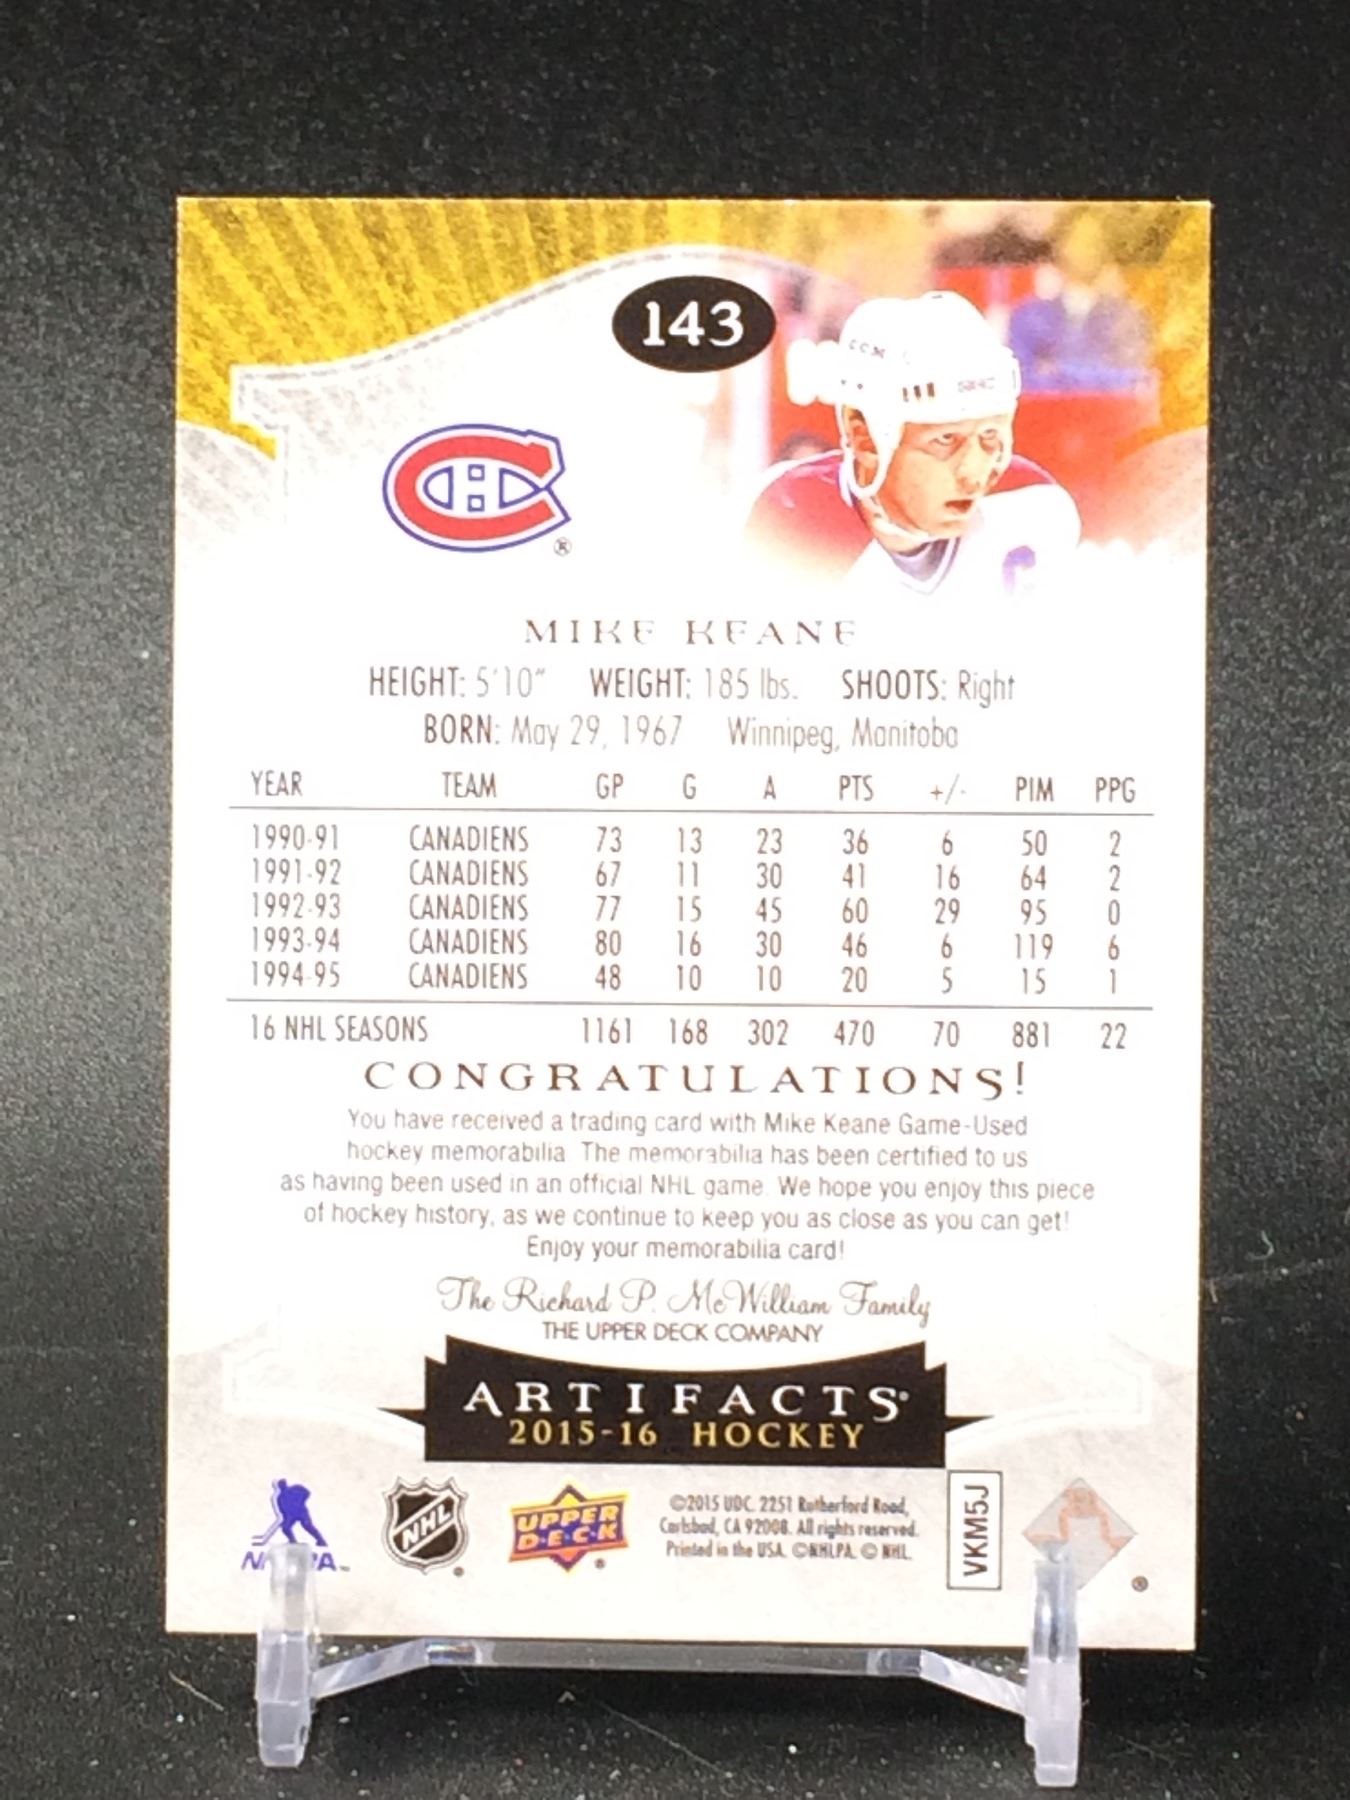 143
CCM
®
MIKE KEANE
HEIGHT: 5'10" WEIGHT: 185 lbs. SHOOTS: Right
BORN: May 29, 1967 Winnipeg, Manitoba
YEAR TEAM GP G A PTS +/- PIM PPG
1990-91 CANADIENS 73 13 23 36 6 50 2
1991-92 CANADIENS 67 11 30 41 16 64 2
1992-93 CANADIENS 77 15 45 60 29 95 0
1993-94 CANADIENS 80 16 30 46 6 119 6
1994-95 CANADIENS 48 10 10 20 5 15 1
16 NHL SEASONS 1161 168 302 470 70 881 22
CONGRATULATIONS!
You have received a trading card with Mike Keane Game-Used
hockey memorabilia. The memorabilia has been certified to us
as having been used in an official NHL game. We hope you enjoy this piece
of hockey history, as we continue to keep you as close as you can get!
Enjoy your memorabilia card!
The Richard P. McWilliam Family
THE UPPER DECK COMPANY
ARTIFACTS®
2015-16 HOCKEY
NHL
UPPER DECK
©2015 UDC. 2251 Rutherford Road,
Carlsbad, CA 92008. All rights reserved.
Printed in the USA. ©NHLPA. © NHL.
VKM5J
®